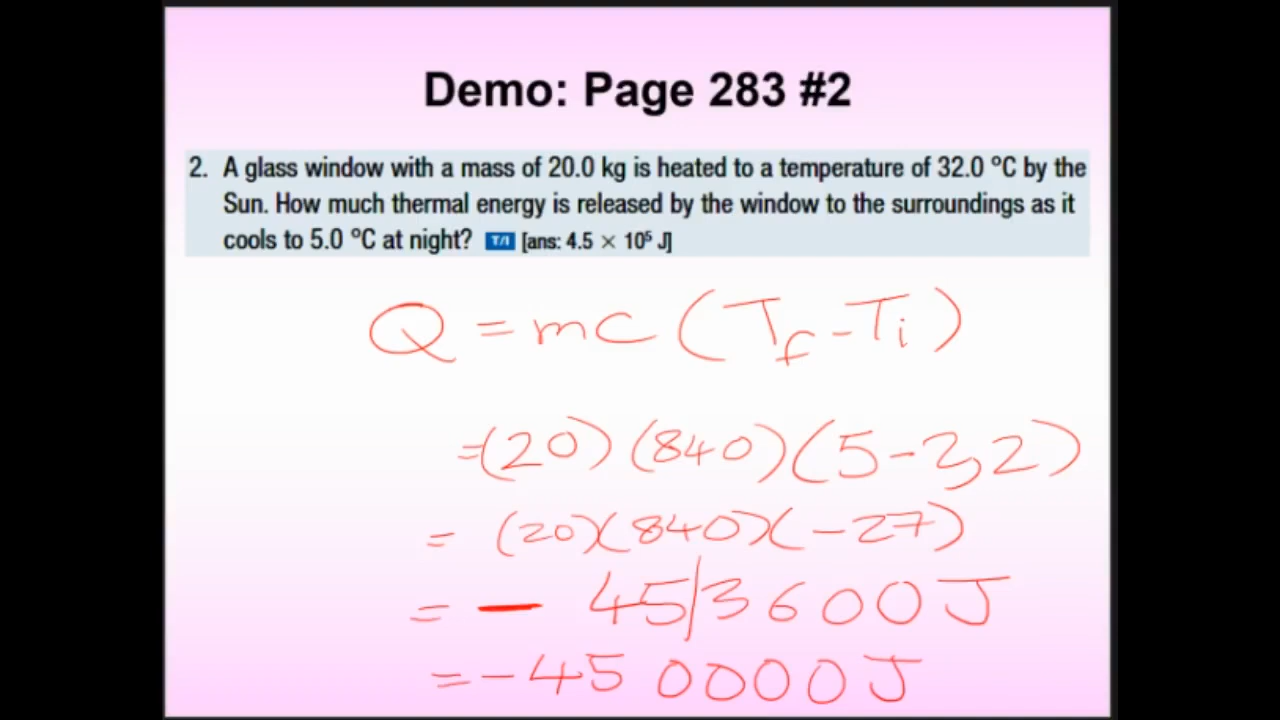 Demo: Page 283 #2
2. A glass window with a mass of 20.0 kg is heated to a temperature of 32.0 °C by the
Sun. How much thermal energy is released by the window to the surroundings as it
cools to 5.0 °C at night? T/I [ans: 4.5 × 10⁵ J]
Q = mc (Tf - Ti)
= (20) (840) (5 - 32)
= (20)(840)(-27)
= - 45|3600 J
= - 450000 J